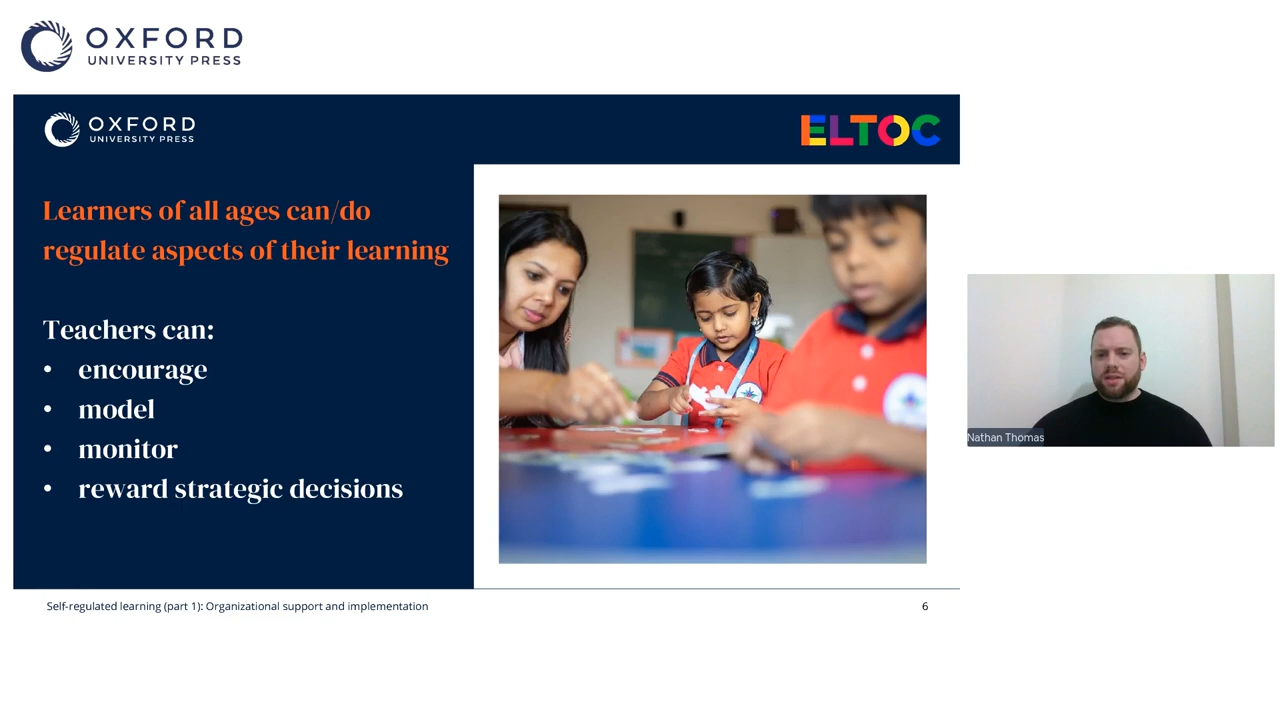 OXFORD
UNIVERSITY PRESS
OXFORD
UNIVERSITY PRESS
ELTOC
Learners of all ages can/do
regulate aspects of their learning
Teachers can:
• encourage
• model
• monitor
• reward strategic decisions
Nathan Thomas
Self-regulated learning (part 1): Organizational support and implementation
6